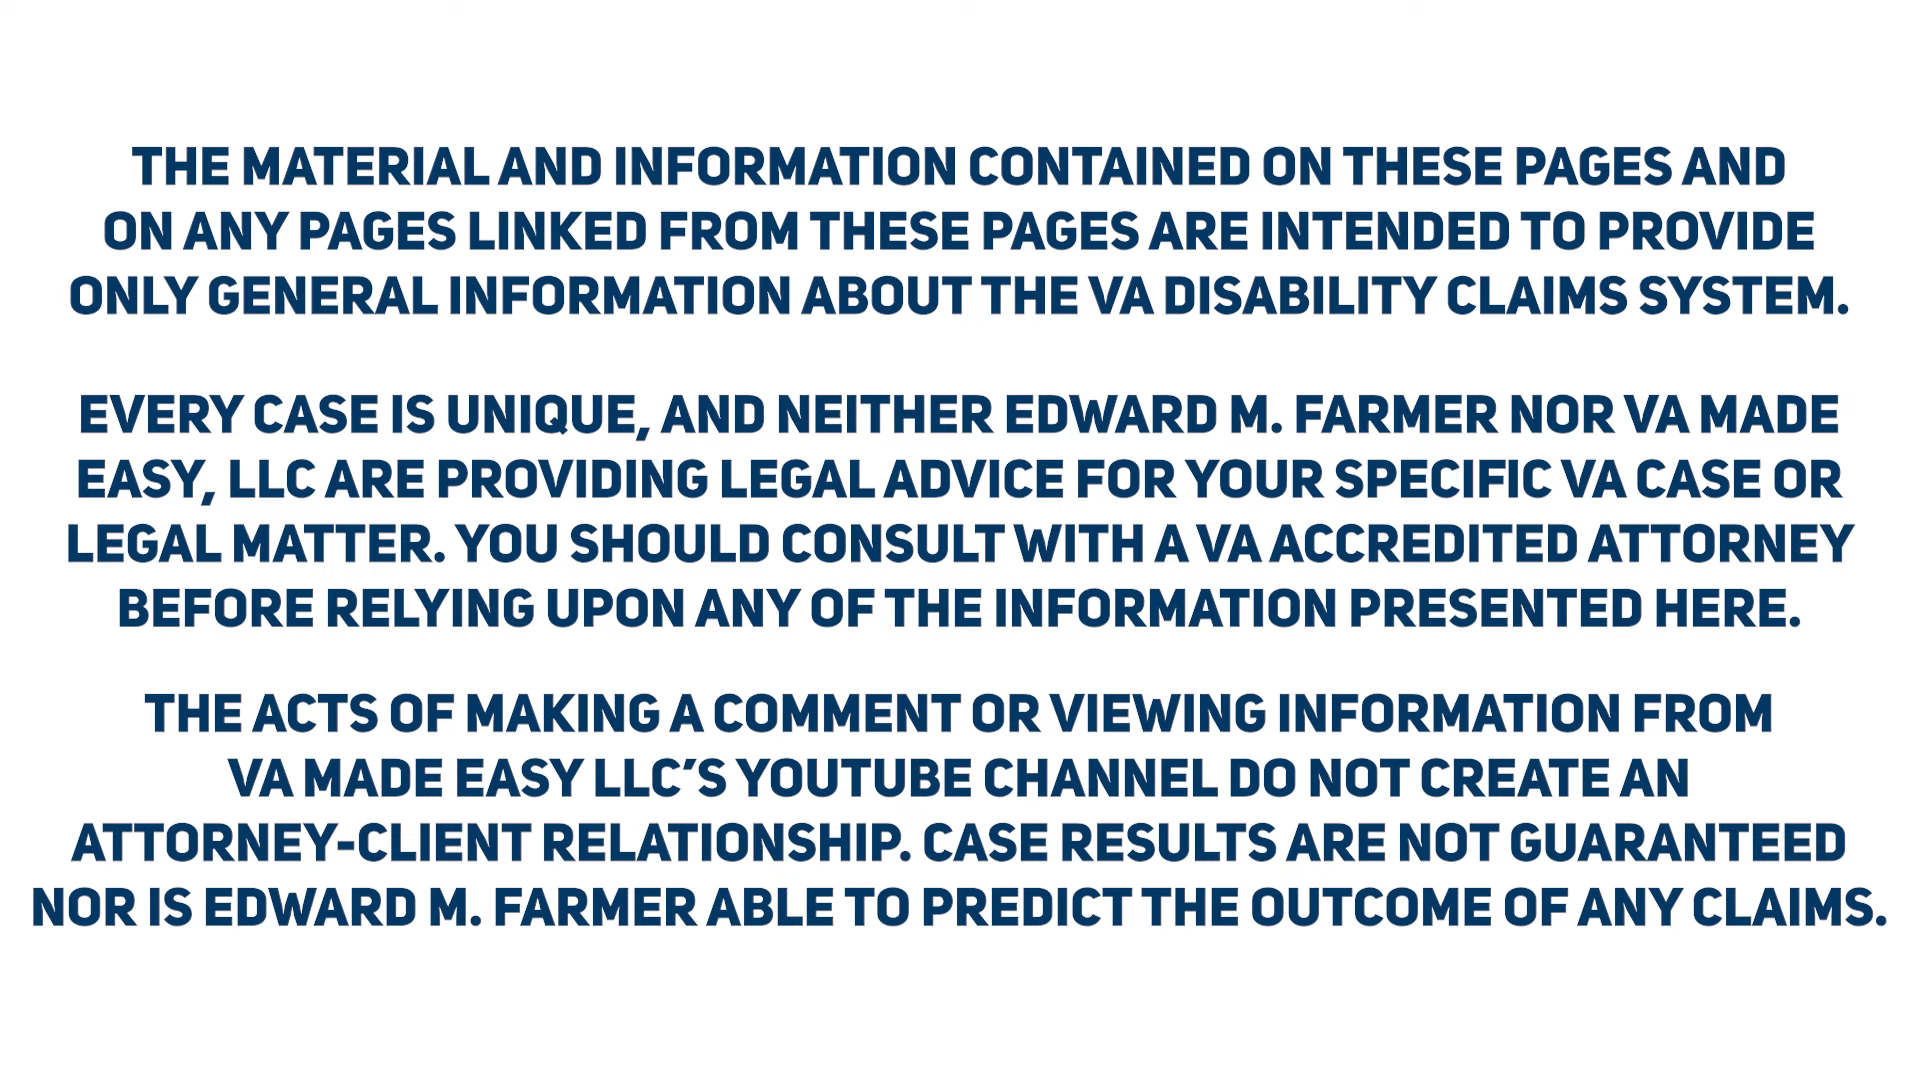 THE MATERIAL AND INFORMATION CONTAINED ON THESE PAGES AND
ON ANY PAGES LINKED FROM THESE PAGES ARE INTENDED TO PROVIDE
ONLY GENERAL INFORMATION ABOUT THE VA DISABILITY CLAIMS SYSTEM.
EVERY CASE IS UNIQUE, AND NEITHER EDWARD M. FARMER NOR VA MADE
EASY, LLC ARE PROVIDING LEGAL ADVICE FOR YOUR SPECIFIC VA CASE OR
LEGAL MATTER. YOU SHOULD CONSULT WITH A VA ACCREDITED ATTORNEY
BEFORE RELYING UPON ANY OF THE INFORMATION PRESENTED HERE.
THE ACTS OF MAKING A COMMENT OR VIEWING INFORMATION FROM
VA MADE EASY LLC’S YOUTUBE CHANNEL DO NOT CREATE AN
ATTORNEY-CLIENT RELATIONSHIP. CASE RESULTS ARE NOT GUARANTEED
NOR IS EDWARD M. FARMER ABLE TO PREDICT THE OUTCOME OF ANY CLAIMS.